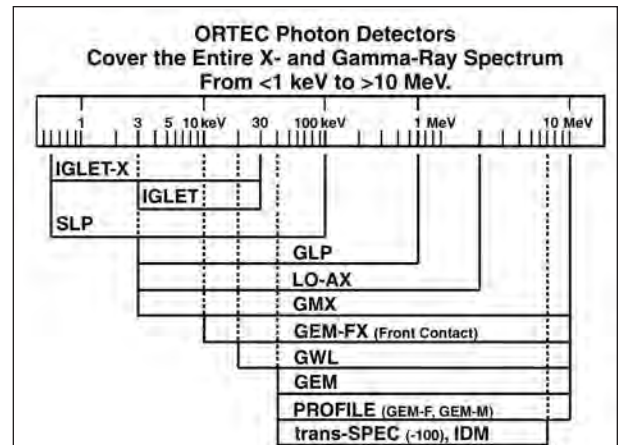 ORTEC Photon Detectors
Cover the Entire X- and Gamma-Ray Spectrum
From <1 keV to >10 MeV.
1 3 5 10 keV 30 100 keV 1 MeV 10 MeV
IGLET-X
IGLET
SLP
GLP
LO-AX
GMX
GEM-FX (Front Contact)
GWL
GEM
PROFILE (GEM-F, GEM-M)
trans-SPEC (-100), IDM